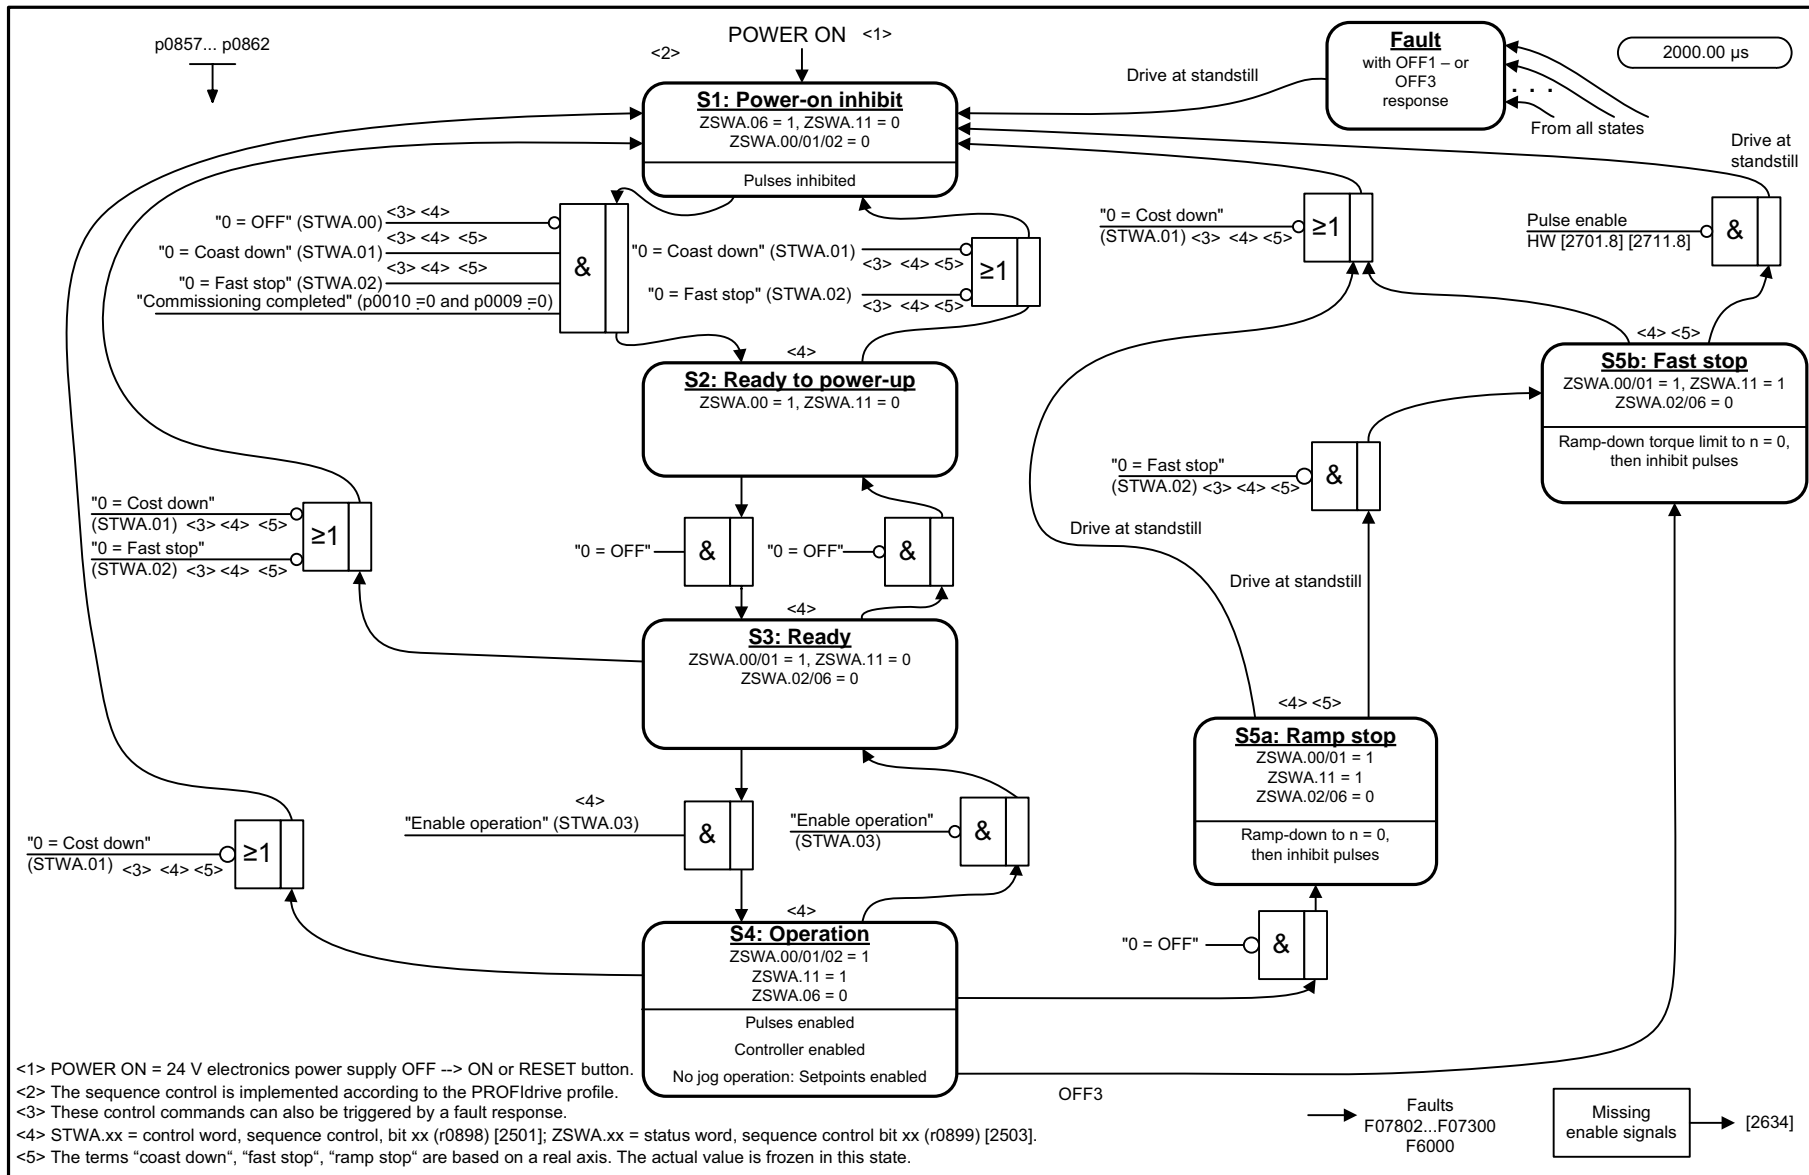 p0857... p0862
<2>
POWER ON <1>
Fault
with OFF1 – or
OFF3
response
2000.00 µs
Drive at standstill
. . .
From all states
S1: Power-on inhibit
ZSWA.06 = 1, ZSWA.11 = 0
ZSWA.00/01/02 = 0
Pulses inhibited
Drive at
standstill
"0 = OFF" (STWA.00)
<3> <4>
"0 = Coast down" (STWA.01)
<3> <4> <5>
"0 = Fast stop" (STWA.02)
<3> <4> <5>
"Commissioning completed" (p0010 =0 and p0009 =0)
&
"0 = Coast down" (STWA.01)
<3> <4> <5>
"0 = Fast stop" (STWA.02)
<3> <4> <5>
≥1
"0 = Cost down"
(STWA.01) <3> <4> <5>
≥1
Pulse enable
HW [2701.8] [2711.8]
&
<4>
S2: Ready to power-up
ZSWA.00 = 1, ZSWA.11 = 0
<4> <5>
S5b: Fast stop
ZSWA.00/01 = 1, ZSWA.11 = 1
ZSWA.02/06 = 0
Ramp-down torque limit to n = 0,
then inhibit pulses
"0 = Fast stop"
(STWA.02) <3> <4> <5>
&
"0 = Cost down"
(STWA.01) <3> <4> <5>
"0 = Fast stop"
(STWA.02) <3> <4> <5>
≥1
"0 = OFF"
&
"0 = OFF"
&
Drive at standstill
Drive at standstill
<4>
S3: Ready
ZSWA.00/01 = 1, ZSWA.11 = 0
ZSWA.02/06 = 0
<4> <5>
S5a: Ramp stop
ZSWA.00/01 = 1
ZSWA.11 = 1
ZSWA.02/06 = 0
Ramp-down to n = 0,
then inhibit pulses
<4>
"Enable operation" (STWA.03)
&
"Enable operation"
(STWA.03)
&
"0 = Cost down"
(STWA.01) <3> <4> <5>
≥1
<4>
S4: Operation
ZSWA.00/01/02 = 1
ZSWA.11 = 1
ZSWA.06 = 0
Pulses enabled
Controller enabled
No jog operation: Setpoints enabled
"0 = OFF"
&
OFF3
<1> POWER ON = 24 V electronics power supply OFF --> ON or RESET button.
<2> The sequence control is implemented according to the PROFIdrive profile.
<3> These control commands can also be triggered by a fault response.
<4> STWA.xx = control word, sequence control, bit xx (r0898) [2501]; ZSWA.xx = status word, sequence control bit xx (r0899) [2503].
<5> The terms “coast down“, “fast stop“, “ramp stop“ are based on a real axis. The actual value is frozen in this state.
Faults
F07802...F07300
F6000
Missing
enable signals
[2634]